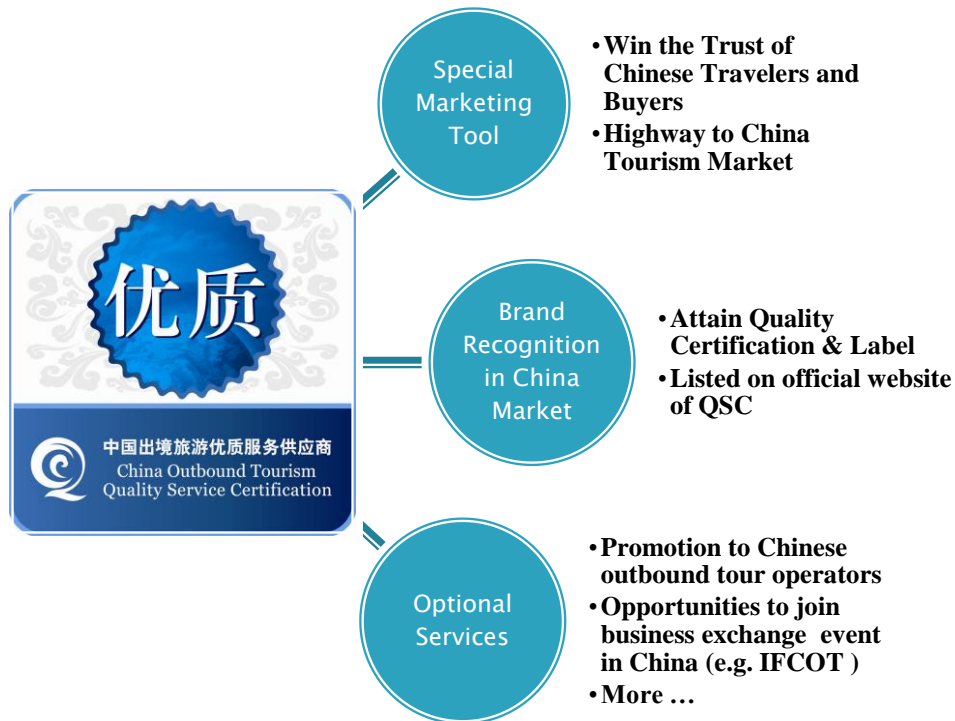 优质
中国出境旅游优质服务供应商
China Outbound Tourism
Quality Service Certification
Special
Marketing
Tool
•Win the Trust of
Chinese Travelers and
Buyers
•Highway to China
Tourism Market
Brand
Recognition
in China
Market
•Attain Quality
Certification & Label
•Listed on official website
of QSC
Optional
Services
•Promotion to Chinese
outbound tour operators
•Opportunities to join
business exchange event
in China (e.g. IFCOT )
•More …